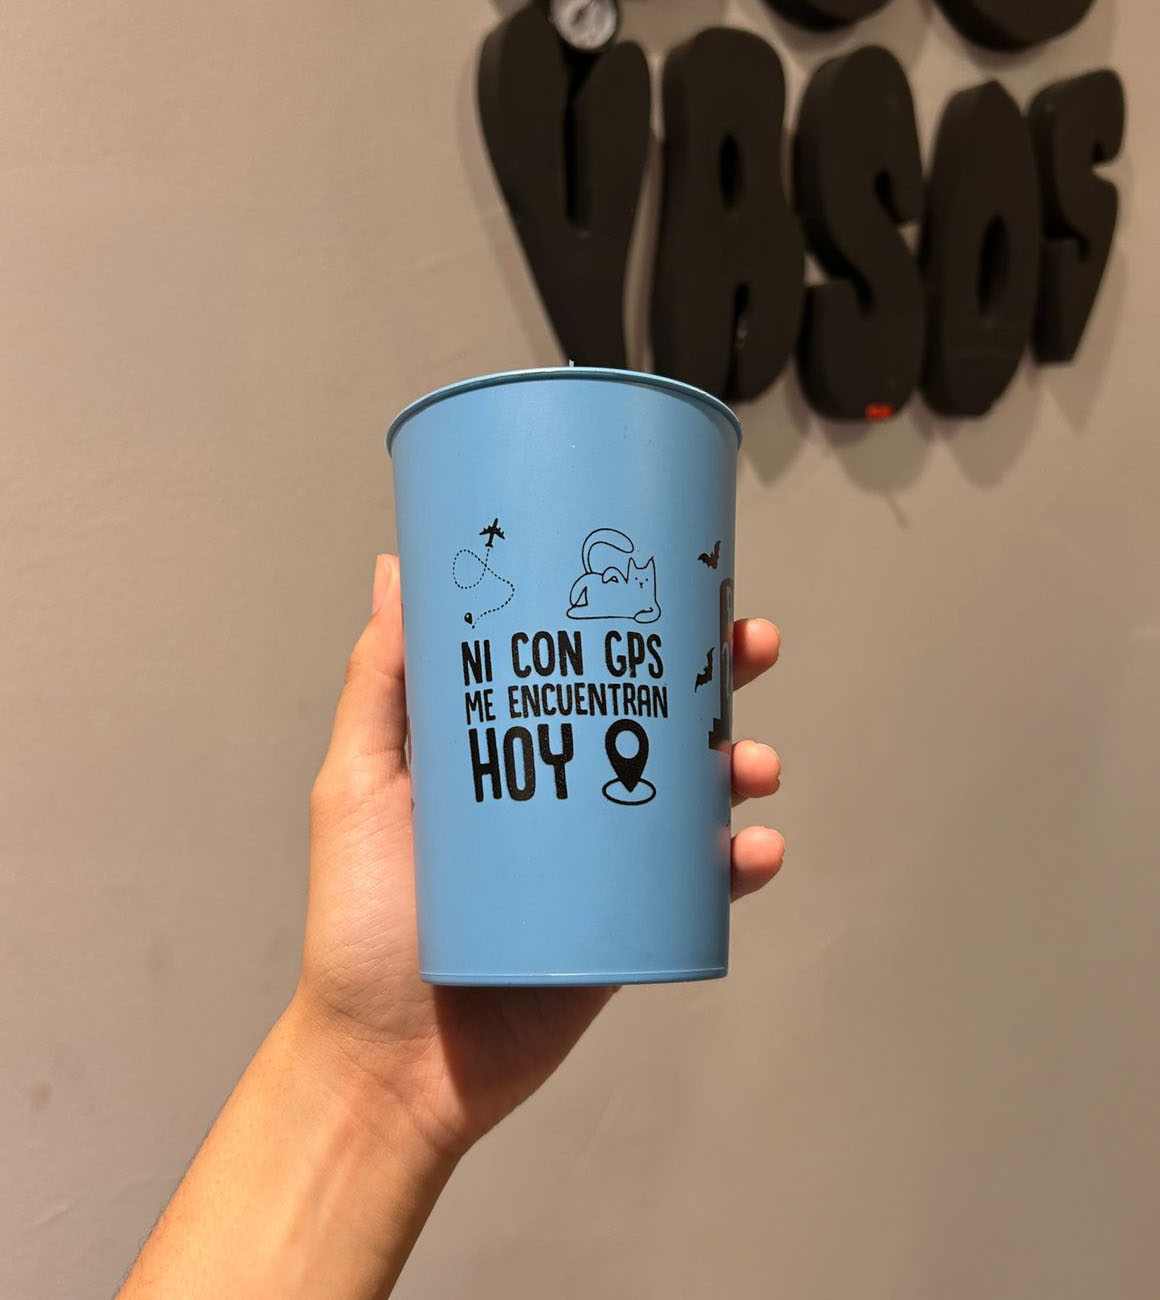 VASOS
NI CON GPS
ME ENCUENTRAN
HOY